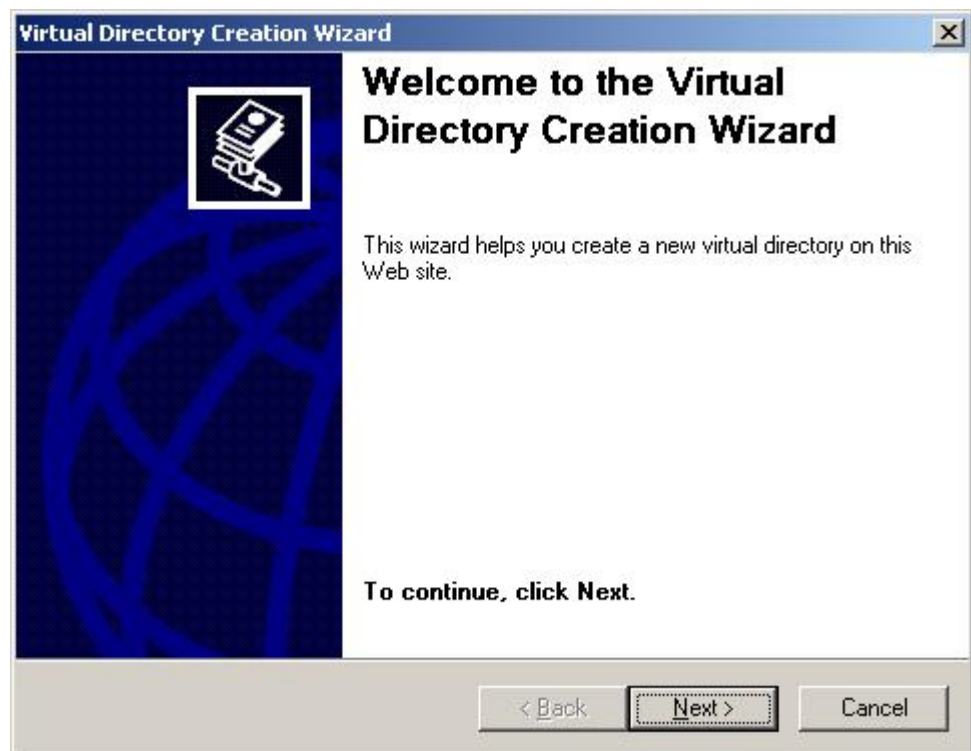 Virtual Directory Creation Wizard
Welcome to the Virtual
Directory Creation Wizard
This wizard helps you create a new virtual directory on this
Web site.
To continue, click Next.
< Back
Next >
Cancel